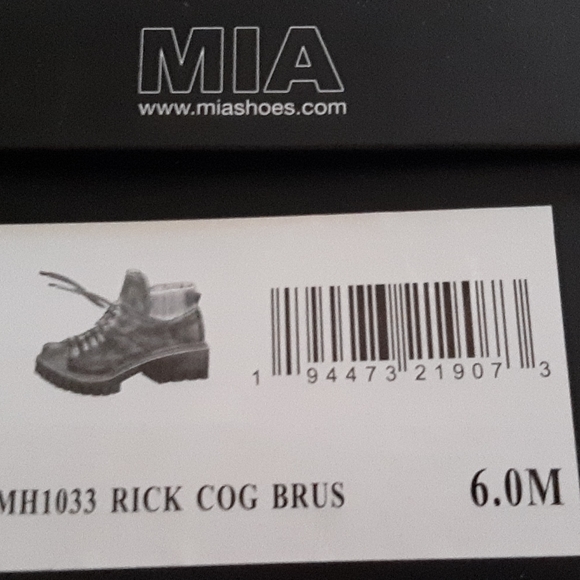 MIA
www.miashoes.com
1 94473 21907 3
MH1033 RICK COG BRUS 6.0M